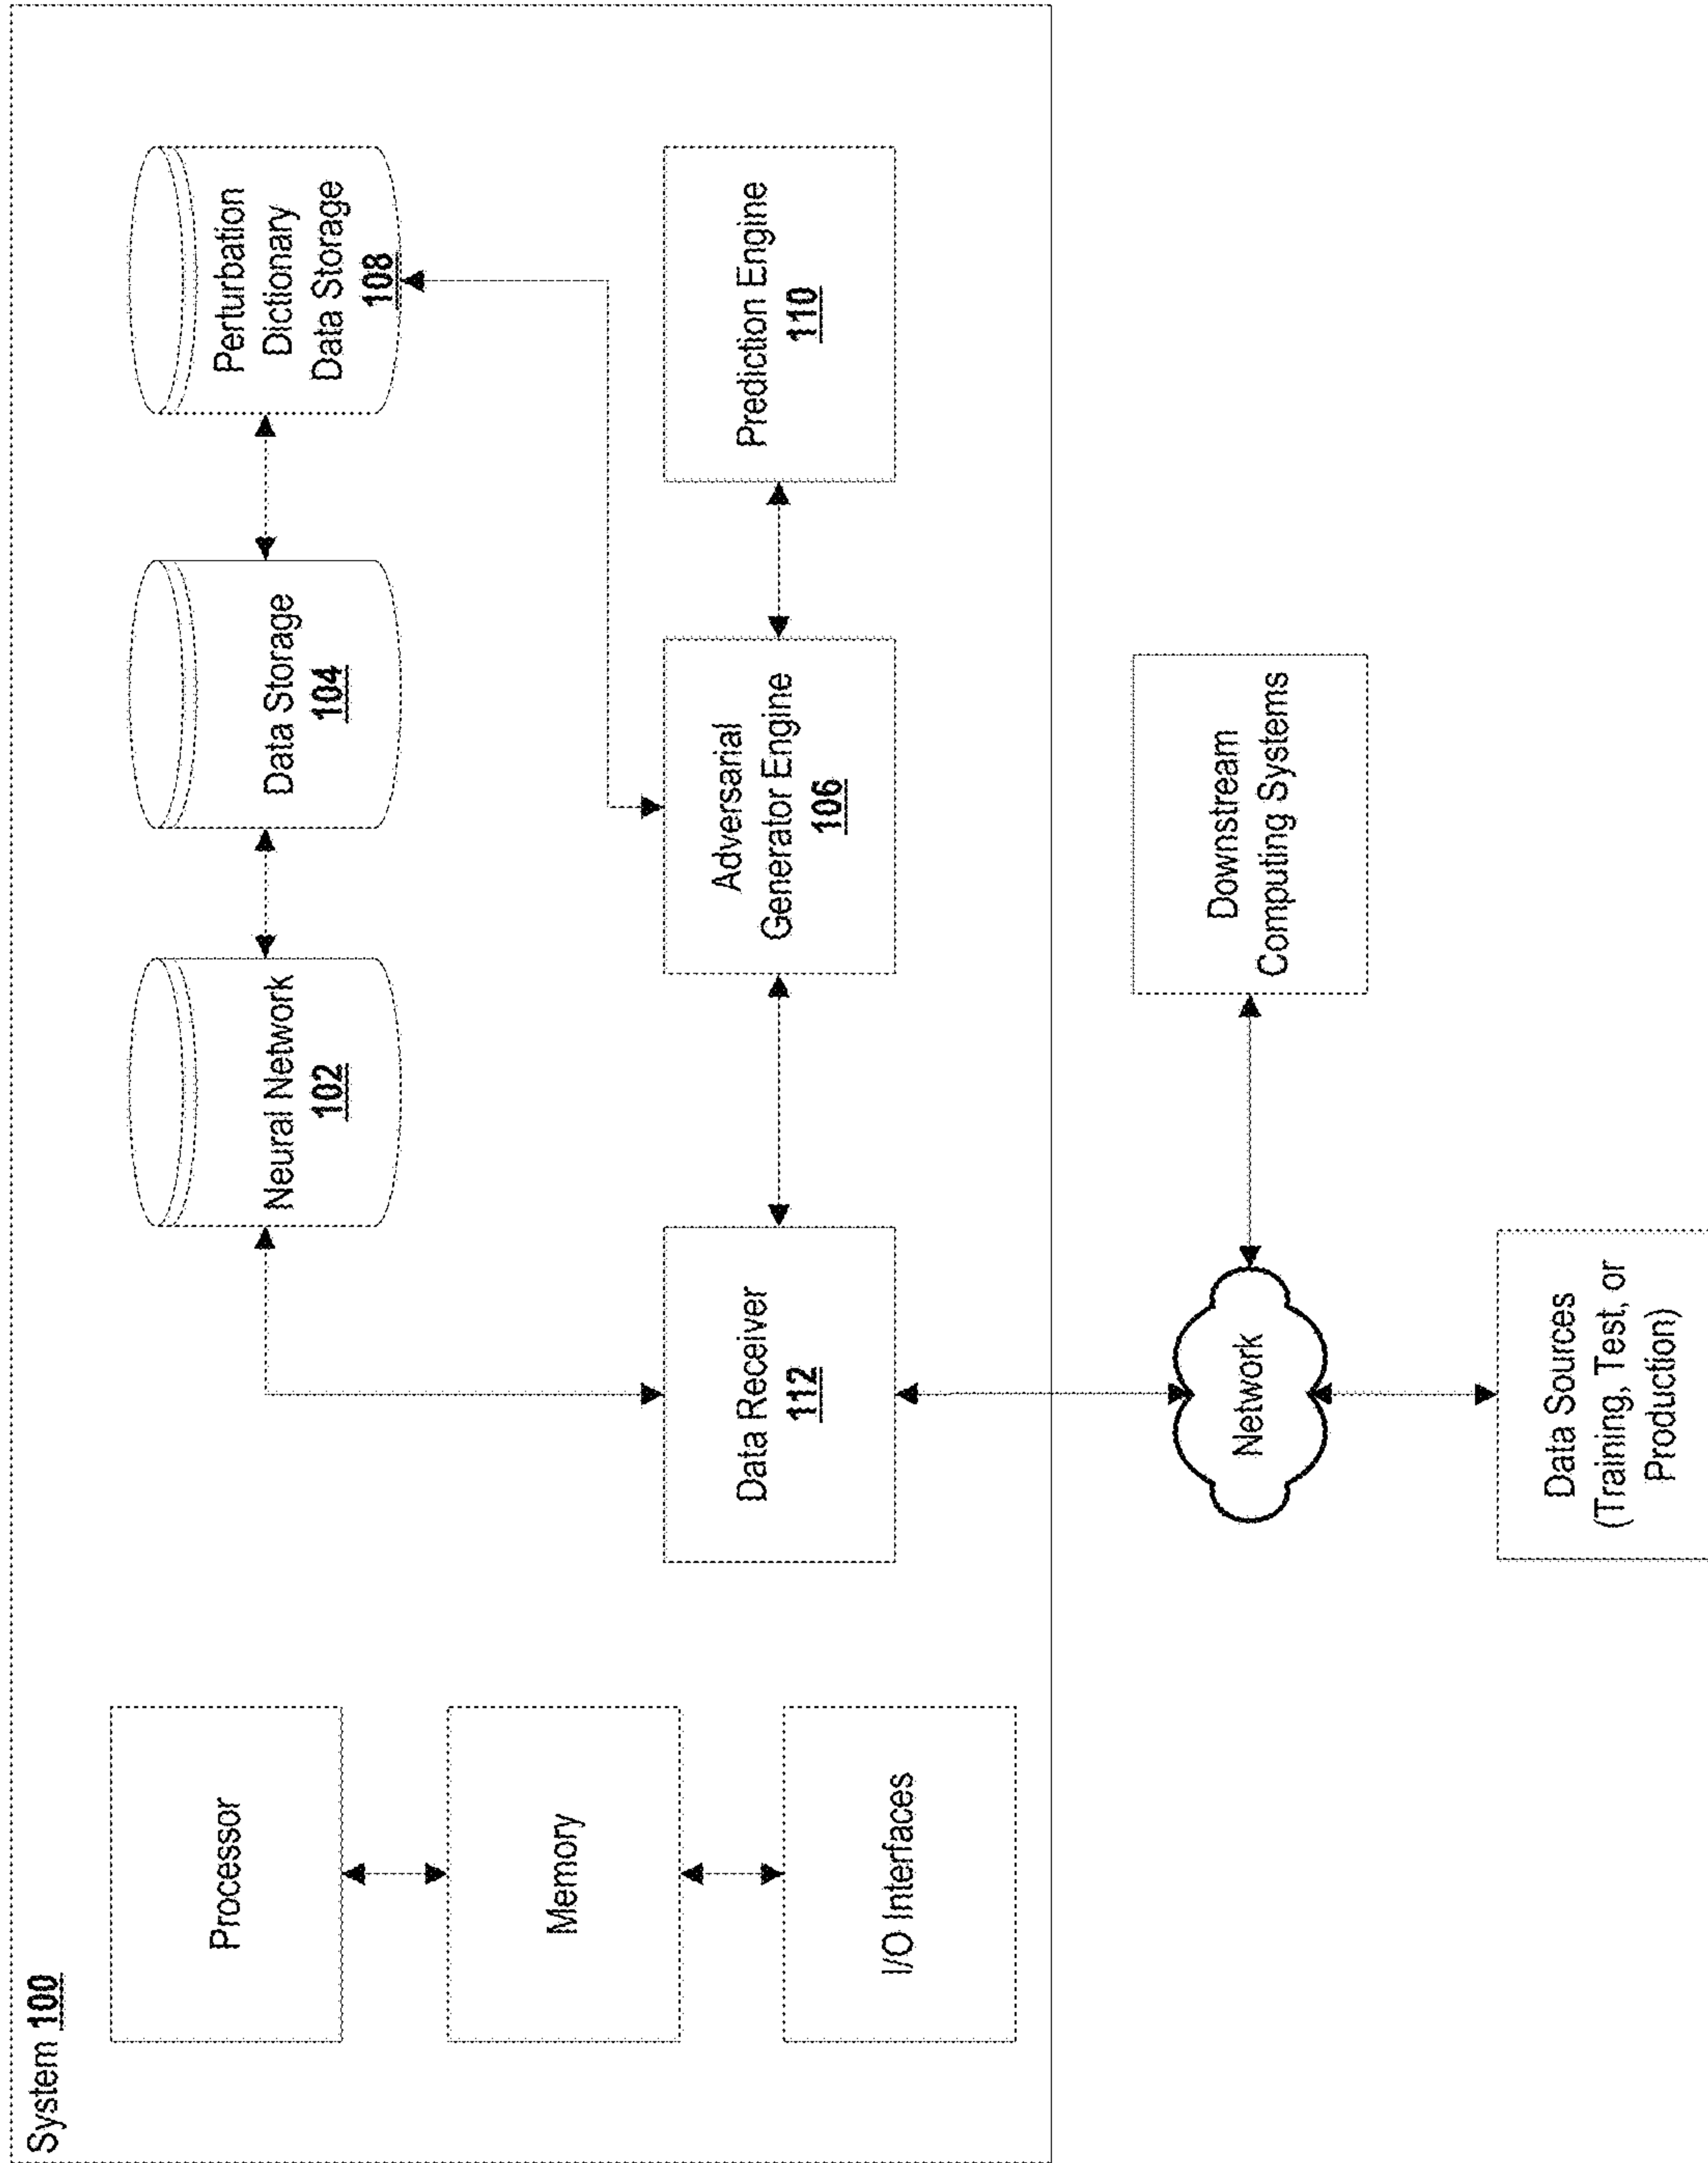 System 100
Processor
Memory
I/O Interfaces
Neural Network
102
Data Storage
104
Perturbation
Dictionary
Data Storage
108
Data Receiver
112
Adversarial
Generator Engine
106
Prediction Engine
110
Network
Downstream
Computing Systems
Data Sources
(Training, Test, or
Production)